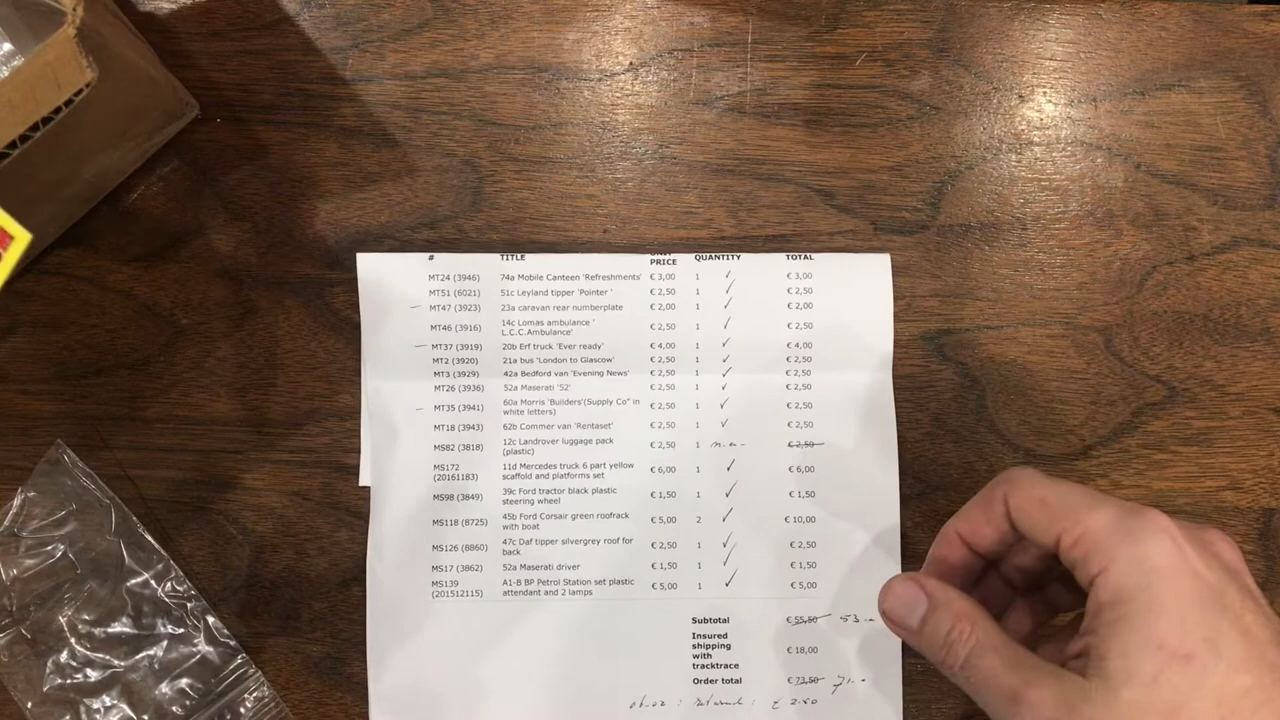 # TITLE UNIT PRICE QUANTITY TOTAL
MT24 (3946) 74a Mobile Canteen 'Refreshments' € 3,00 1 ✓ € 3,00
MT51 (6021) 51c Leyland tipper 'Pointer ' € 2,50 1 ✓ € 2,50
— MT47 (3923) 23a caravan rear numberplate € 2,00 1 ✓ € 2,00
MT46 (3916) 14c Lomas ambulance '
L.C.C.Ambulance' € 2,50 1 ✓ € 2,50
— MT37 (3919) 20b Erf truck 'Ever ready' € 4,00 1 ✓ € 4,00
MT2 (3920) 21a bus 'London to Glascow' € 2,50 1 ✓ € 2,50
MT3 (3929) 42a Bedford van 'Evening News' € 2,50 1 ✓ € 2,50
MT26 (3936) 52a Maserati '52' € 2,50 1 ✓ € 2,50
— MT35 (3941) 60a Morris 'Builders'(Supply Co" in
white letters) € 2,50 1 ✓ € 2,50
MT18 (3943) 62b Commer van 'Rentaset' € 2,50 1 ✓ € 2,50
MS82 (3818) 12c Landrover luggage pack
(plastic) € 2,50 1 n.a. - € 2,50
MS172
(20161183) 11d Mercedes truck 6 part yellow
scaffold and platforms set € 6,00 1 ✓ € 6,00
MS98 (3849) 39c Ford tractor black plastic
steering wheel € 1,50 1 ✓ € 1,50
MS118 (8725) 45b Ford Corsair green roofrack
with boat € 5,00 2 ✓ € 10,00
MS126 (8860) 47c Daf tipper silvergrey roof for
back € 2,50 1 ✓ € 2,50
MS17 (3862) 52a Maserati driver € 1,50 1 ✓ € 1,50
MS139
(201512115) A1-B BP Petrol Station set plastic
attendant and 2 lamps € 5,00 1 ✓ € 5,00
Subtotal € 55,50 53.-
Insured
shipping
with
tracktrace € 18,00
Order total € 73,50 71.-
06-02 : returned : € 2.50